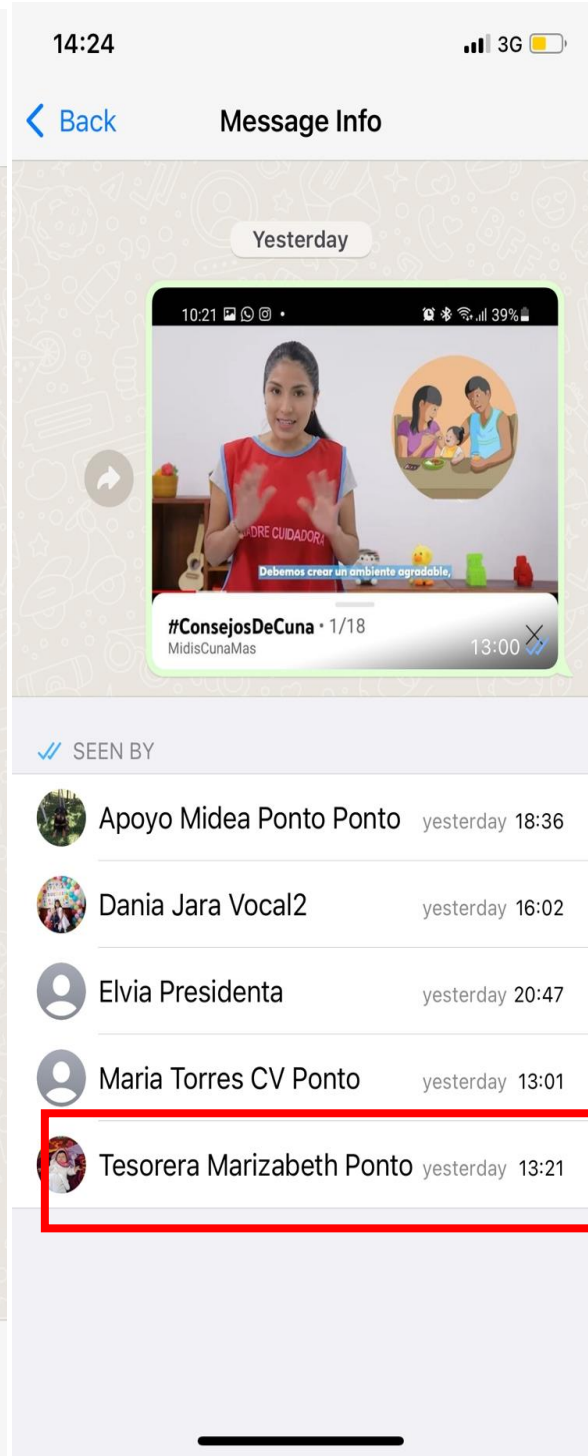 14:24
3G
Back
Message Info
Yesterday
10:21
39%
MADRE CUIDADORA
Debemos crear un ambiente agradable,
#ConsejosDeCuna • 1/18
MidisCunaMas
13:00
SEEN BY
Apoyo Midea Ponto Ponto yesterday 18:36
Dania Jara Vocal2 yesterday 16:02
Elvia Presidenta yesterday 20:47
Maria Torres CV Ponto yesterday 13:01
Tesorera Marizabeth Ponto yesterday 13:21